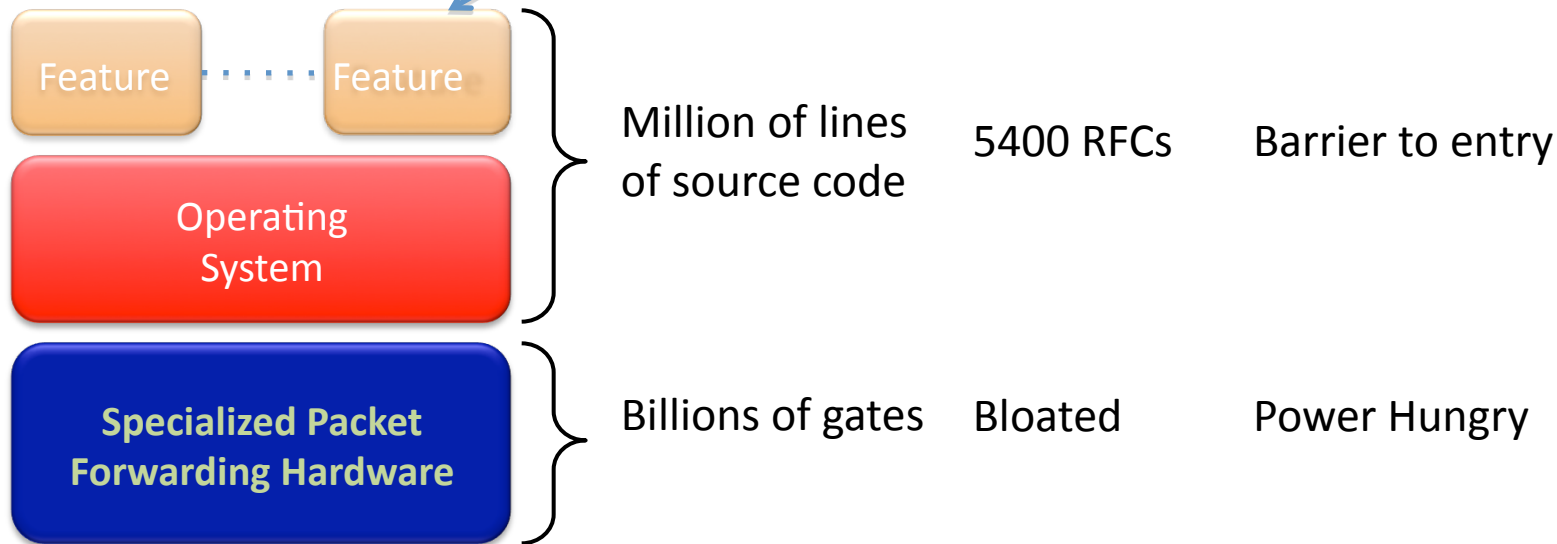 Feature
Feature
Million of lines
of source code
5400 RFCs
Barrier to entry
Operating
System
Specialized Packet
Forwarding Hardware
Billions of gates
Bloated
Power Hungry